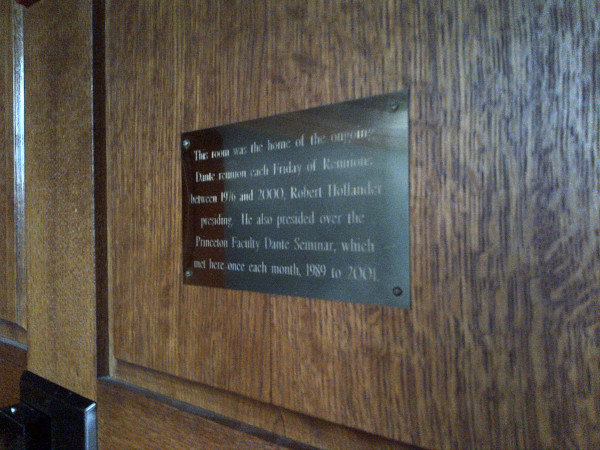 This room was the home of the ongoing
Dante reunion each Friday of Reunions
between 1976 and 2000, Robert Hollander
presiding. He also presided over the
Princeton Faculty Dante Seminar, which
met here once each month, 1989 to 2001.